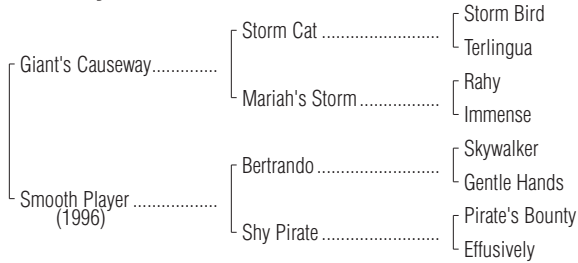 Storm Bird
Storm Cat ........................
Terlingua
Giant's Causeway..............
Rahy
Mariah's Storm ................
Immense
Skywalker
Bertrando .........................
Gentle Hands
Smooth Player .................
(1996)
Pirate's Bounty
Shy Pirate ........................
Effusively